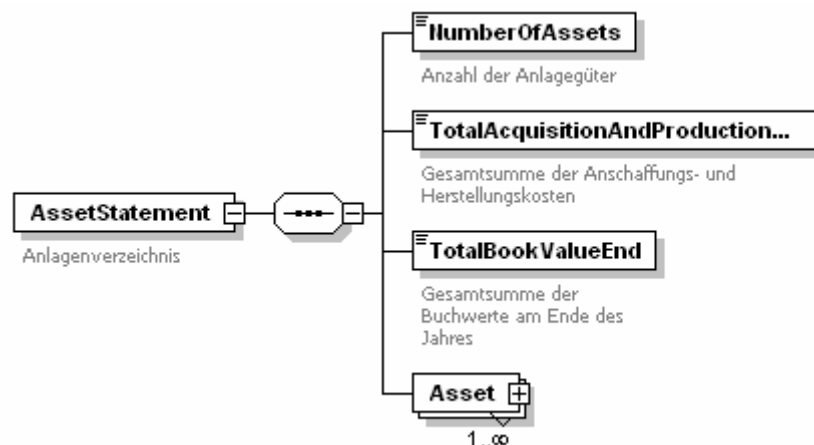 NumberOfAssets
Anzahl der Anlagegüter
TotalAcquisitionAndProduction...
Gesamtsumme der Anschaffungs- und
Herstellungskosten
AssetStatement
Anlagenverzeichnis
TotalBookValueEnd
Gesamtsumme der
Buchwerte am Ende des
Jahres
Asset
1..∞